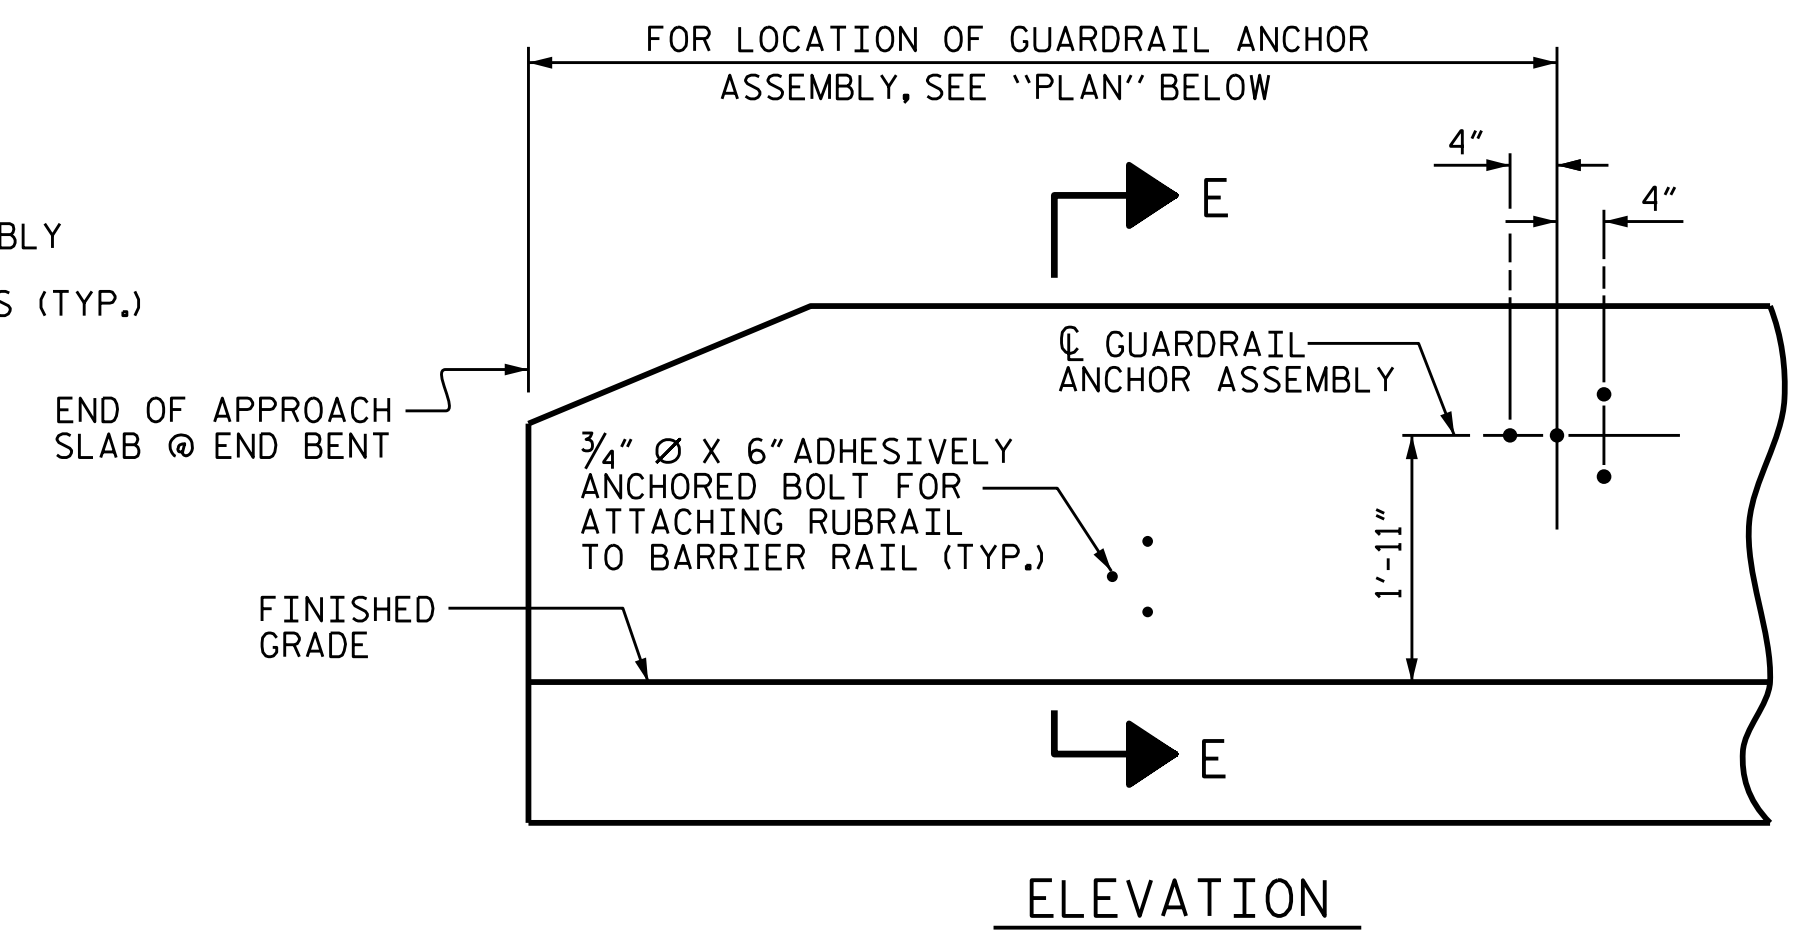 FOR LOCATION OF GUARDRAIL ANCHOR
ASSEMBLY, SEE "PLAN" BELOW
4"
4"
E
BLY
S (TYP.)
℄ GUARDRAIL
ANCHOR ASSEMBLY
END OF APPROACH
SLAB @ END BENT
¾" Ø X 6" ADHESIVELY
ANCHORED BOLT FOR
ATTACHING RUBRAIL
TO BARRIER RAIL (TYP.)
1'-11"
FINISHED
GRADE
E
ELEVATION